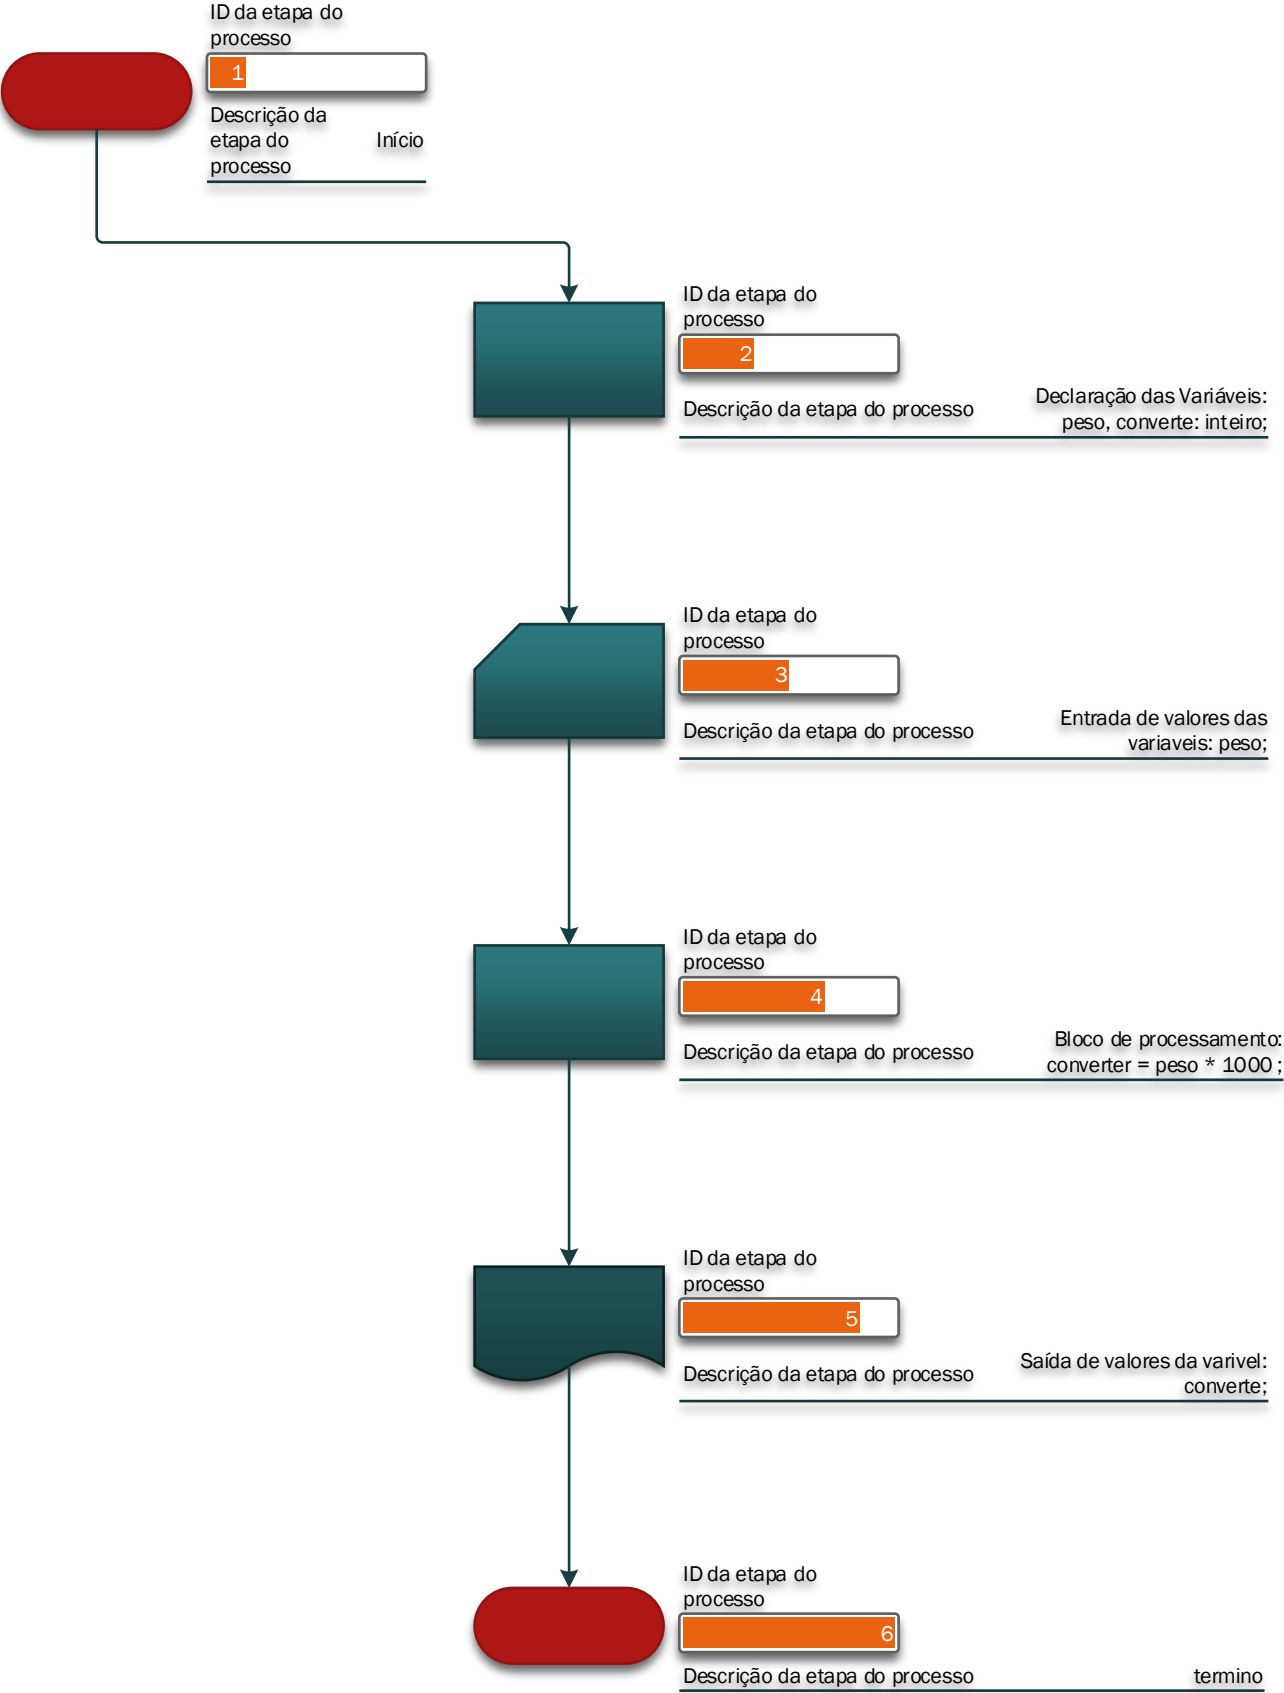 ID da etapa do
processo
1
Descrição da
etapa do
processo
Início
ID da etapa do
processo
2
Descrição da etapa do processo
Declaração das Variáveis:
peso, converte: inteiro;
ID da etapa do
processo
3
Descrição da etapa do processo
Entrada de valores das
variaveis: peso;
ID da etapa do
processo
4
Descrição da etapa do processo
Bloco de processamento:
converter = peso * 1000 ;
ID da etapa do
processo
5
Descrição da etapa do processo
Saída de valores da varivel:
converte;
ID da etapa do
processo
6
Descrição da etapa do processo
termino